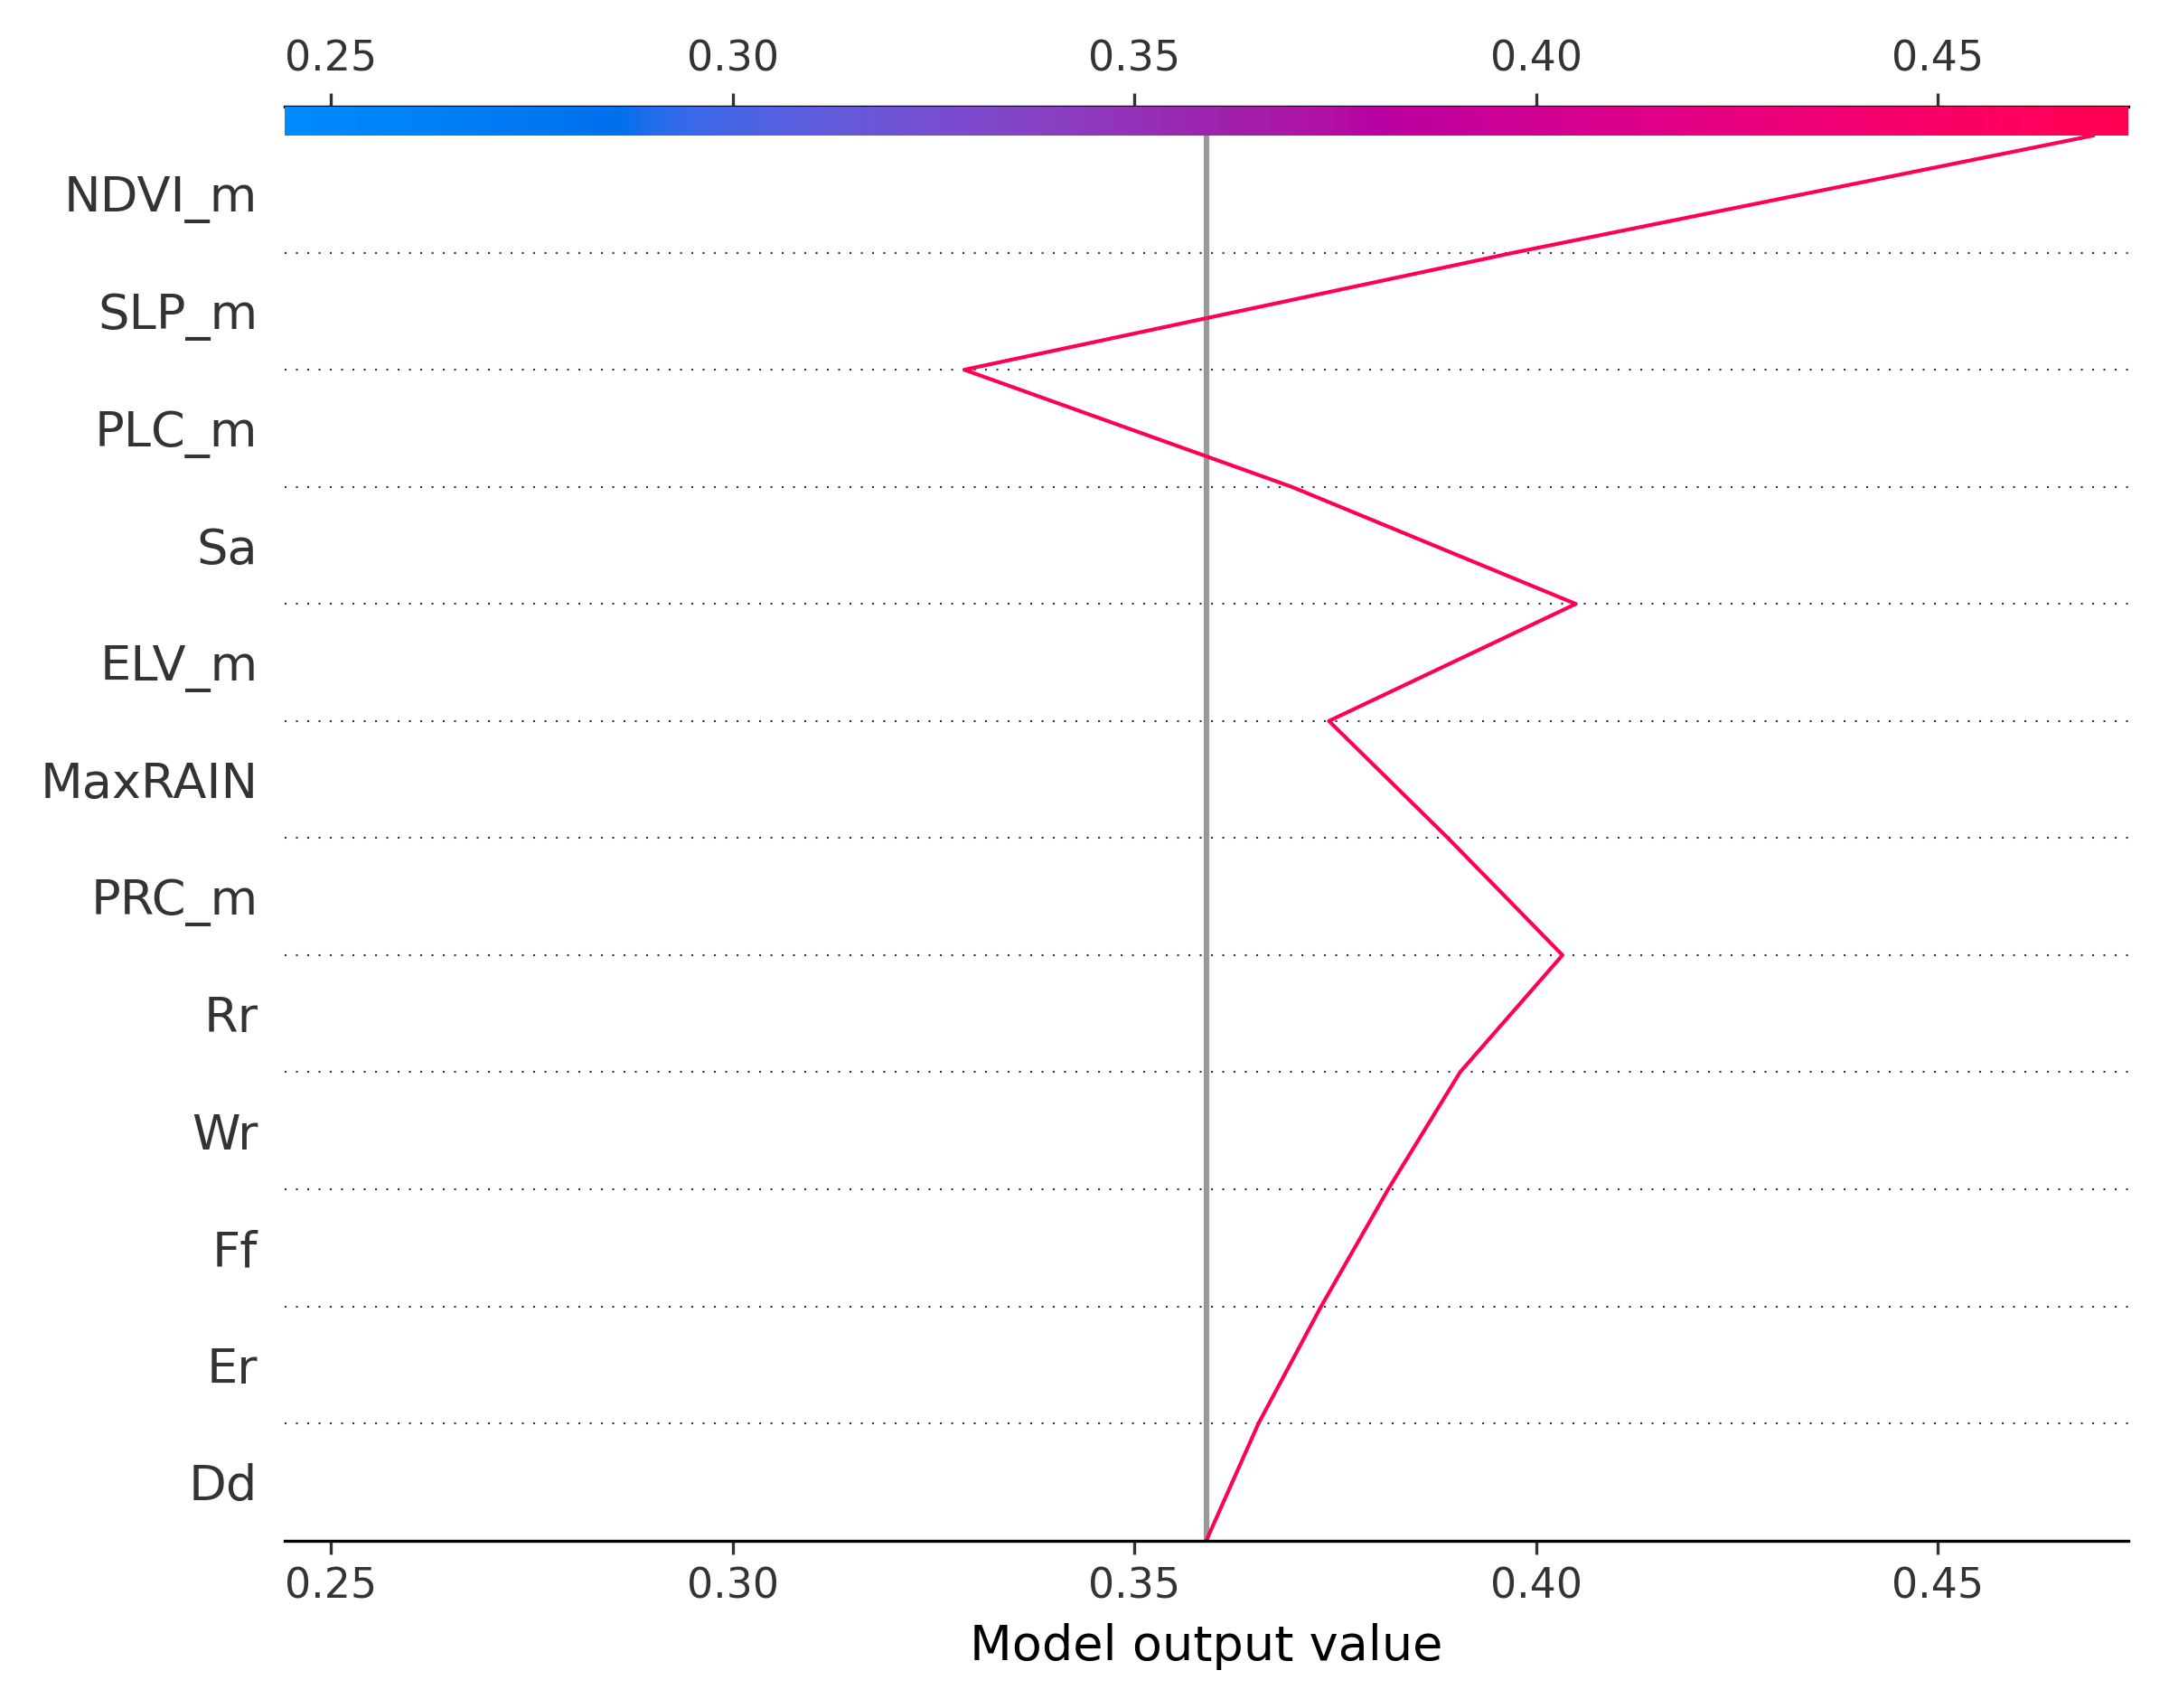 0.25 0.30 0.35 0.40 0.45
NDVI_m
SLP_m
PLC_m
Sa
ELV_m
MaxRAIN
PRC_m
Rr
Wr
Ff
Er
Dd
0.25 0.30 0.35 0.40 0.45
Model output value